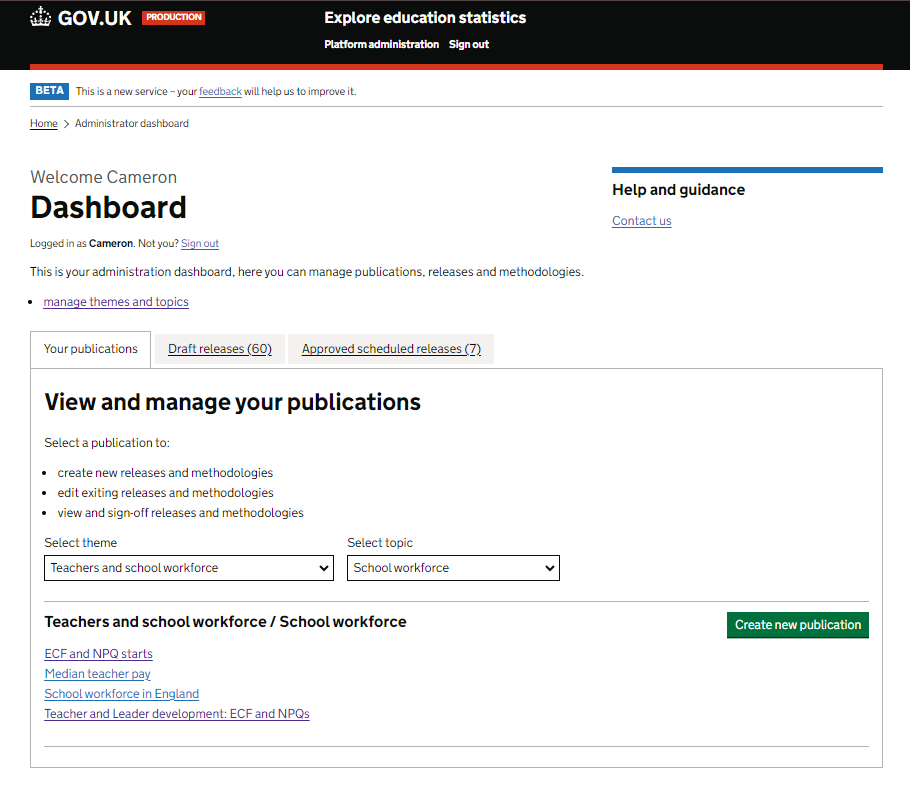 GOV.UK PRODUCTION
Explore education statistics
Platform administration Sign out
BETA This is a new service – your feedback will help us to improve it.
Home > Administrator dashboard
Welcome Cameron
Dashboard
Logged in as Cameron. Not you? Sign out
This is your administration dashboard, here you can manage publications, releases and methodologies.
manage themes and topics
Help and guidance
Contact us
Your publications Draft releases (60) Approved scheduled releases (7)
View and manage your publications
Select a publication to:
create new releases and methodologies
edit exiting releases and methodologies
view and sign-off releases and methodologies
Select theme Select topic
Teachers and school workforce School workforce
Teachers and school workforce / School workforce Create new publication
ECF and NPQ starts
Median teacher pay
School workforce in England
Teacher and Leader development: ECF and NPQs